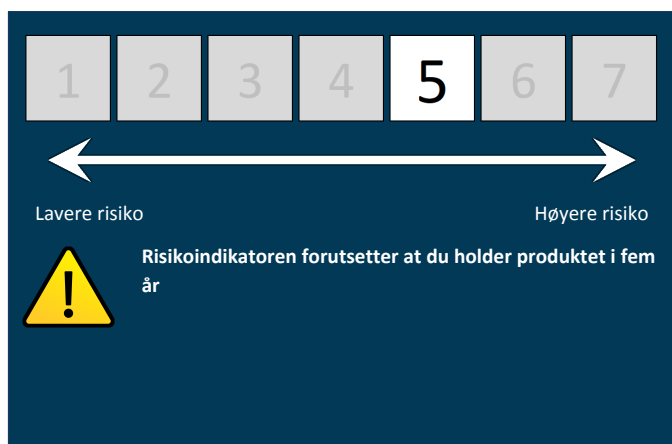 1 2 3 4 5 6 7
Lavere risiko Høyere risiko
Risikoindikatoren forutsetter at du holder produktet i fem
år